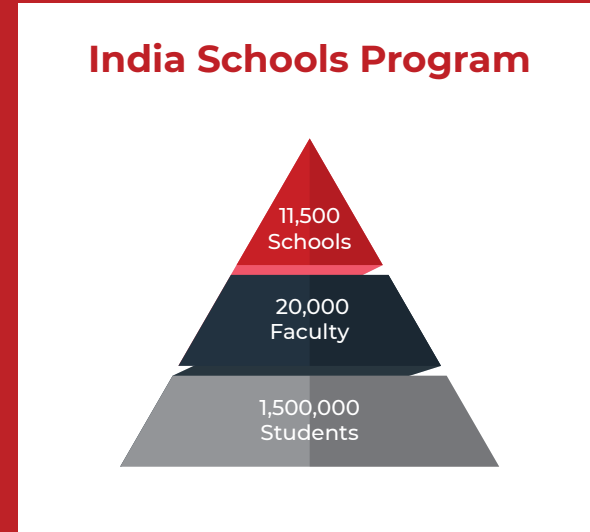 India Schools Program
11,500
Schools
20,000
Faculty
1,500,000
Students